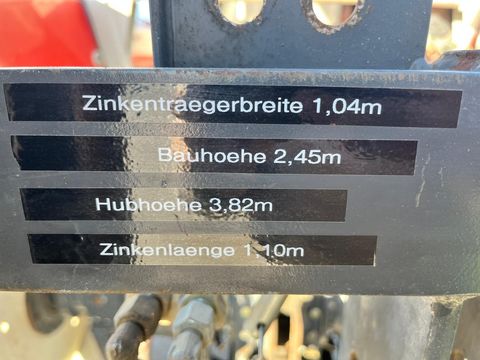 Zinkentraegerbreite 1,04m
Bauhoehe 2,45m
Hubhoehe 3,82m
Zinkenlaenge 1,10m